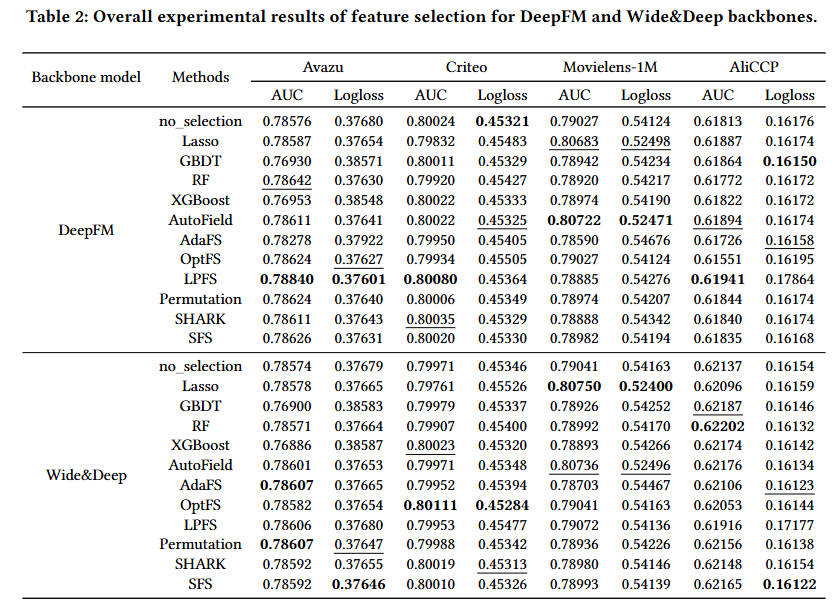 Table 2: Overall experimental results of feature selection for DeepFM and Wide&Deep backbones.
Backbone model Methods Avazu Criteo Movielens-1M AliCCP
AUC Logloss AUC Logloss AUC Logloss AUC Logloss
DeepFM
no_selection 0.78576 0.37680 0.80024 0.45321 0.79027 0.54124 0.61813 0.16176
Lasso 0.78587 0.37654 0.79832 0.45483 0.80683 0.52498 0.61887 0.16174
GBDT 0.76930 0.38571 0.80011 0.45329 0.78942 0.54234 0.61864 0.16150
RF 0.78642 0.37630 0.79920 0.45427 0.78920 0.54217 0.61772 0.16172
XGBoost 0.76953 0.38548 0.80022 0.45333 0.78974 0.54190 0.61822 0.16172
AutoField 0.78611 0.37641 0.80022 0.45325 0.80722 0.52471 0.61894 0.16174
AdaFS 0.78278 0.37922 0.79950 0.45405 0.78590 0.54676 0.61726 0.16158
OptFS 0.78624 0.37627 0.79934 0.45505 0.79027 0.54124 0.61551 0.16195
LPFS 0.78840 0.37601 0.80080 0.45364 0.78885 0.54276 0.61941 0.17864
Permutation 0.78624 0.37640 0.80006 0.45349 0.78974 0.54207 0.61844 0.16174
SHARK 0.78611 0.37643 0.80035 0.45329 0.78888 0.54342 0.61840 0.16174
SFS 0.78626 0.37631 0.80020 0.45330 0.78982 0.54194 0.61835 0.16168
Wide&Deep
no_selection 0.78574 0.37679 0.79971 0.45346 0.79041 0.54163 0.62137 0.16154
Lasso 0.78578 0.37665 0.79761 0.45526 0.80750 0.52400 0.62096 0.16159
GBDT 0.76900 0.38583 0.79979 0.45337 0.78926 0.54252 0.62187 0.16146
RF 0.78571 0.37664 0.79907 0.45400 0.78992 0.54170 0.62202 0.16132
XGBoost 0.76886 0.38587 0.80023 0.45320 0.78893 0.54266 0.62174 0.16142
AutoField 0.78601 0.37653 0.79971 0.45348 0.80736 0.52496 0.62176 0.16134
AdaFS 0.78607 0.37665 0.79952 0.45394 0.78703 0.54467 0.62106 0.16123
OptFS 0.78582 0.37654 0.80111 0.45284 0.79041 0.54163 0.62053 0.16144
LPFS 0.78606 0.37680 0.79953 0.45477 0.79072 0.54136 0.61916 0.17177
Permutation 0.78607 0.37647 0.79988 0.45342 0.78936 0.54226 0.62156 0.16138
SHARK 0.78592 0.37655 0.80019 0.45313 0.78980 0.54146 0.62148 0.16154
SFS 0.78592 0.37646 0.80010 0.45326 0.78993 0.54139 0.62165 0.16122